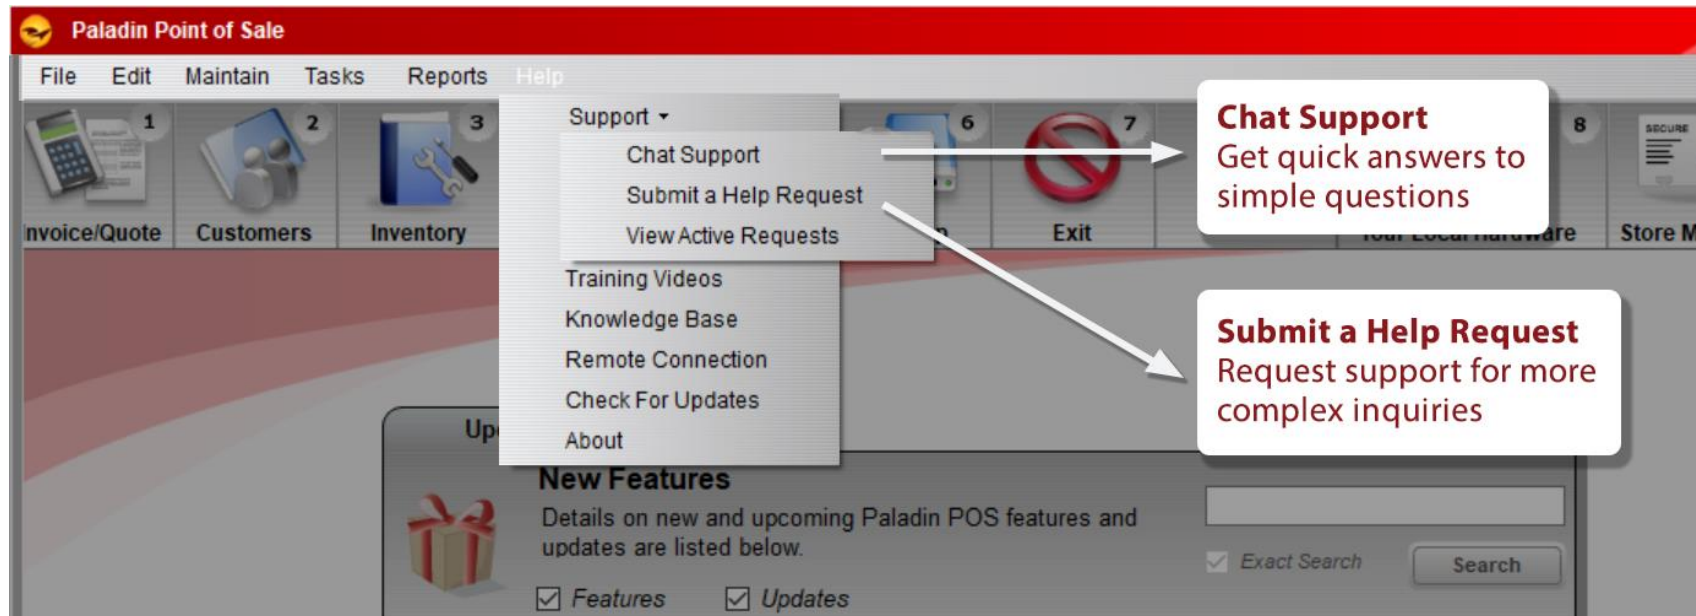 Paladin Point of Sale
File Edit Maintain Tasks Reports Help
1 2 3 6 7 8 SECURE
Support
Chat Support
Submit a Help Request
View Active Requests
Training Videos
Knowledge Base
Remote Connection
Check For Updates
About
Customers Inventory Exit Store
Chat Support
Get quick answers to
simple questions
Submit a Help Request
Request support for more
complex inquiries
New Features
Details on new and upcoming Paladin POS features and
updates are listed below.
Features Updates
Exact Search Search